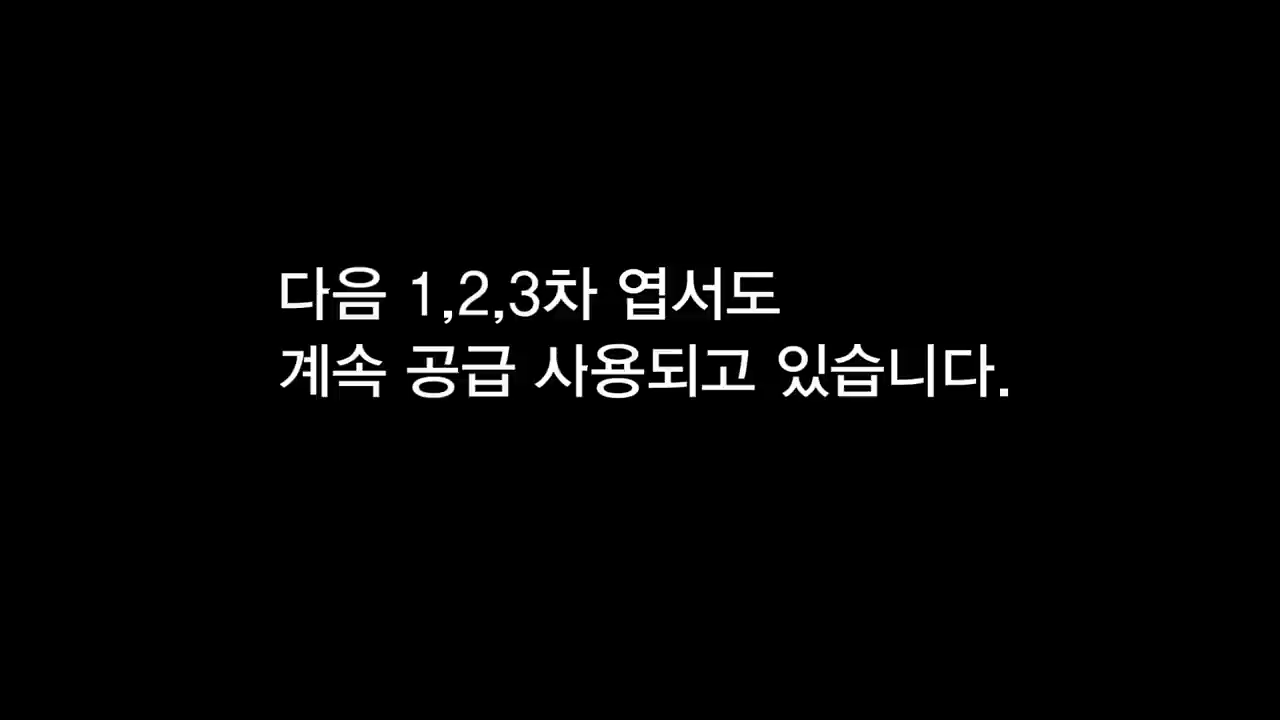 다음 1,2,3차 엽서도
계속 공급 사용되고 있습니다.